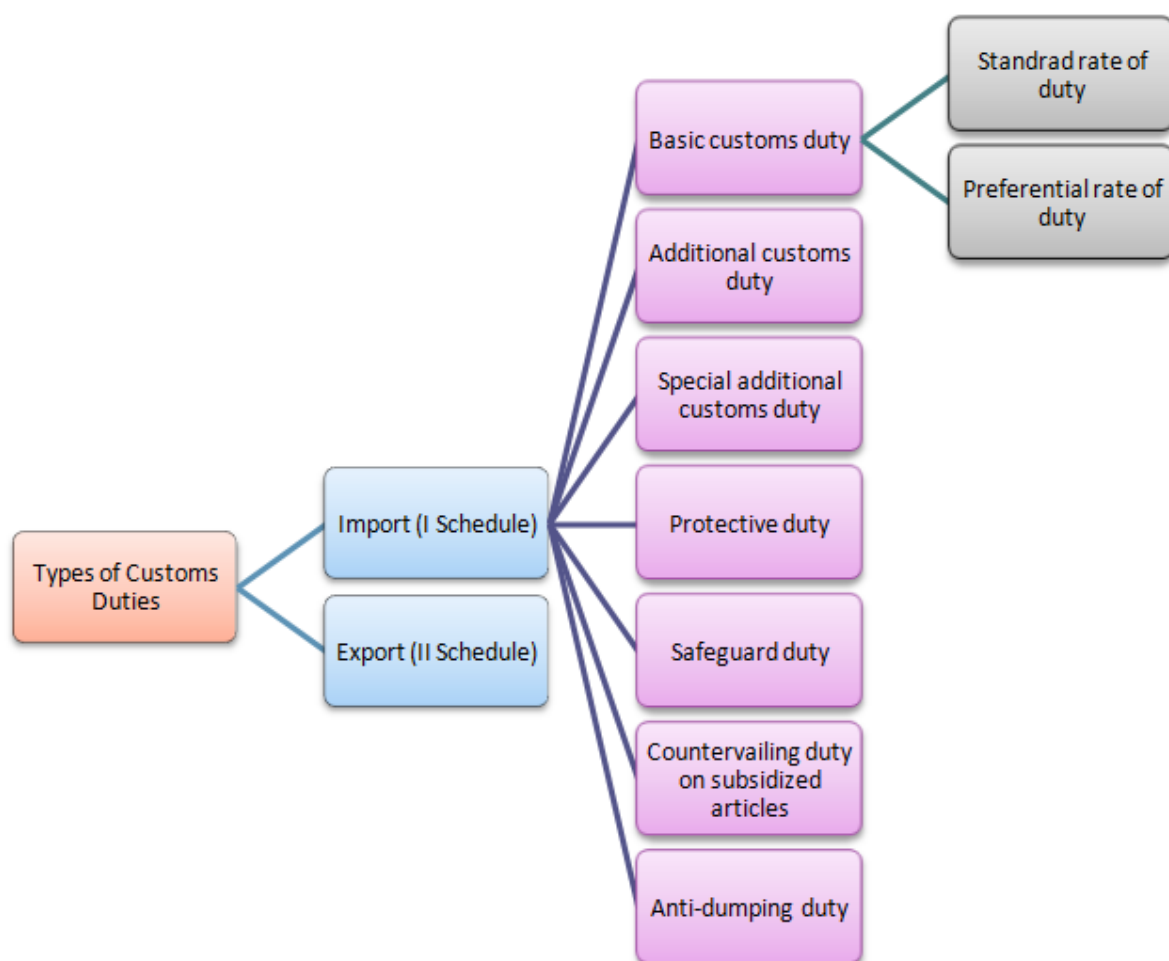 Standrad rate of
duty
Basic customs duty
Preferential rate of
duty
Additional customs
duty
Special additional
customs duty
Import (I Schedule)
Protective duty
Types of Customs
Duties
Export (II Schedule)
Safeguard duty
Countervailing duty
on subsidized
articles
Anti-dumping duty